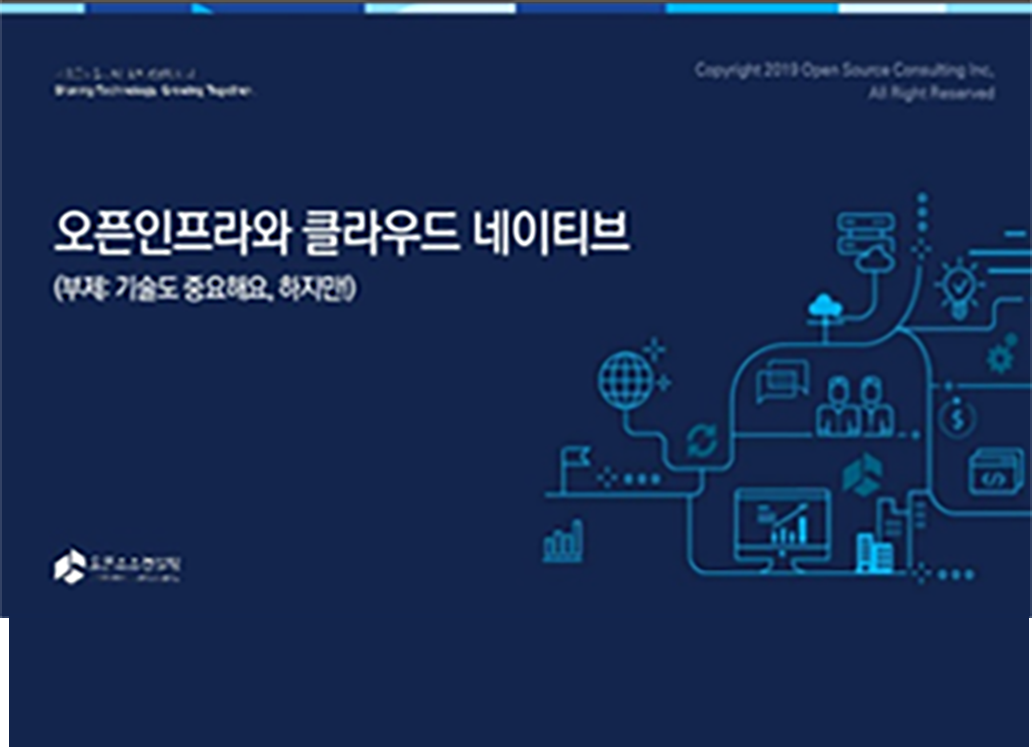 Sharing Technology, Growing Together.
Copyright 2019 Open Source Consulting Inc.
All Right Reserved
오픈인프라와 클라우드 네이티브
(부제: 기술도 중요해요, 하지만!)
오픈소스컨설팅